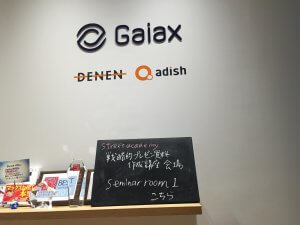 Gaiax
DENEN
adish
street academy
戦略的プレゼン資料
作成講座 会場
Seminar room 1
こちら